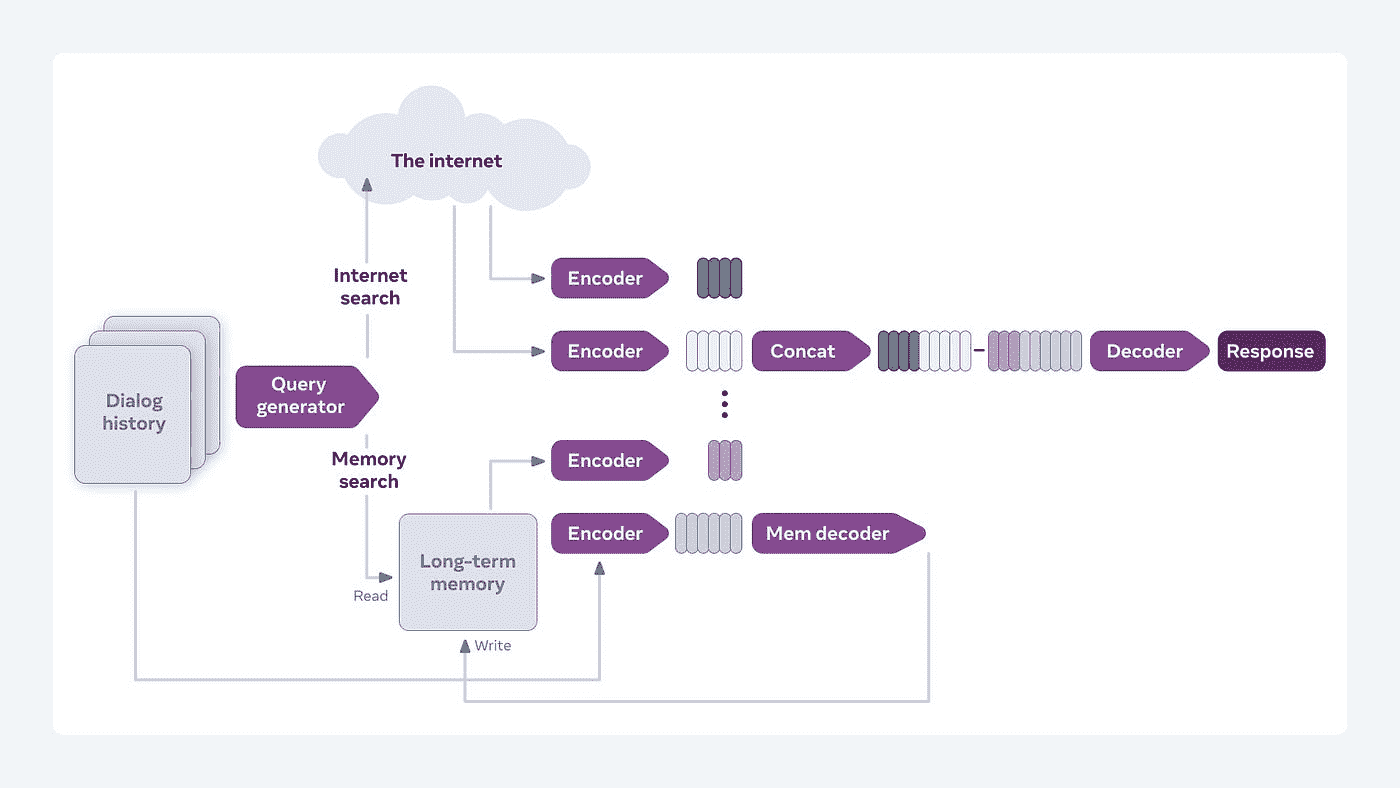 The internet
Internet
search
Encoder
Encoder
Concat
Decoder
Response
Dialog
history
Query
generator
Memory
search
Encoder
Encoder
Mem decoder
Long-term
memory
Read
Write